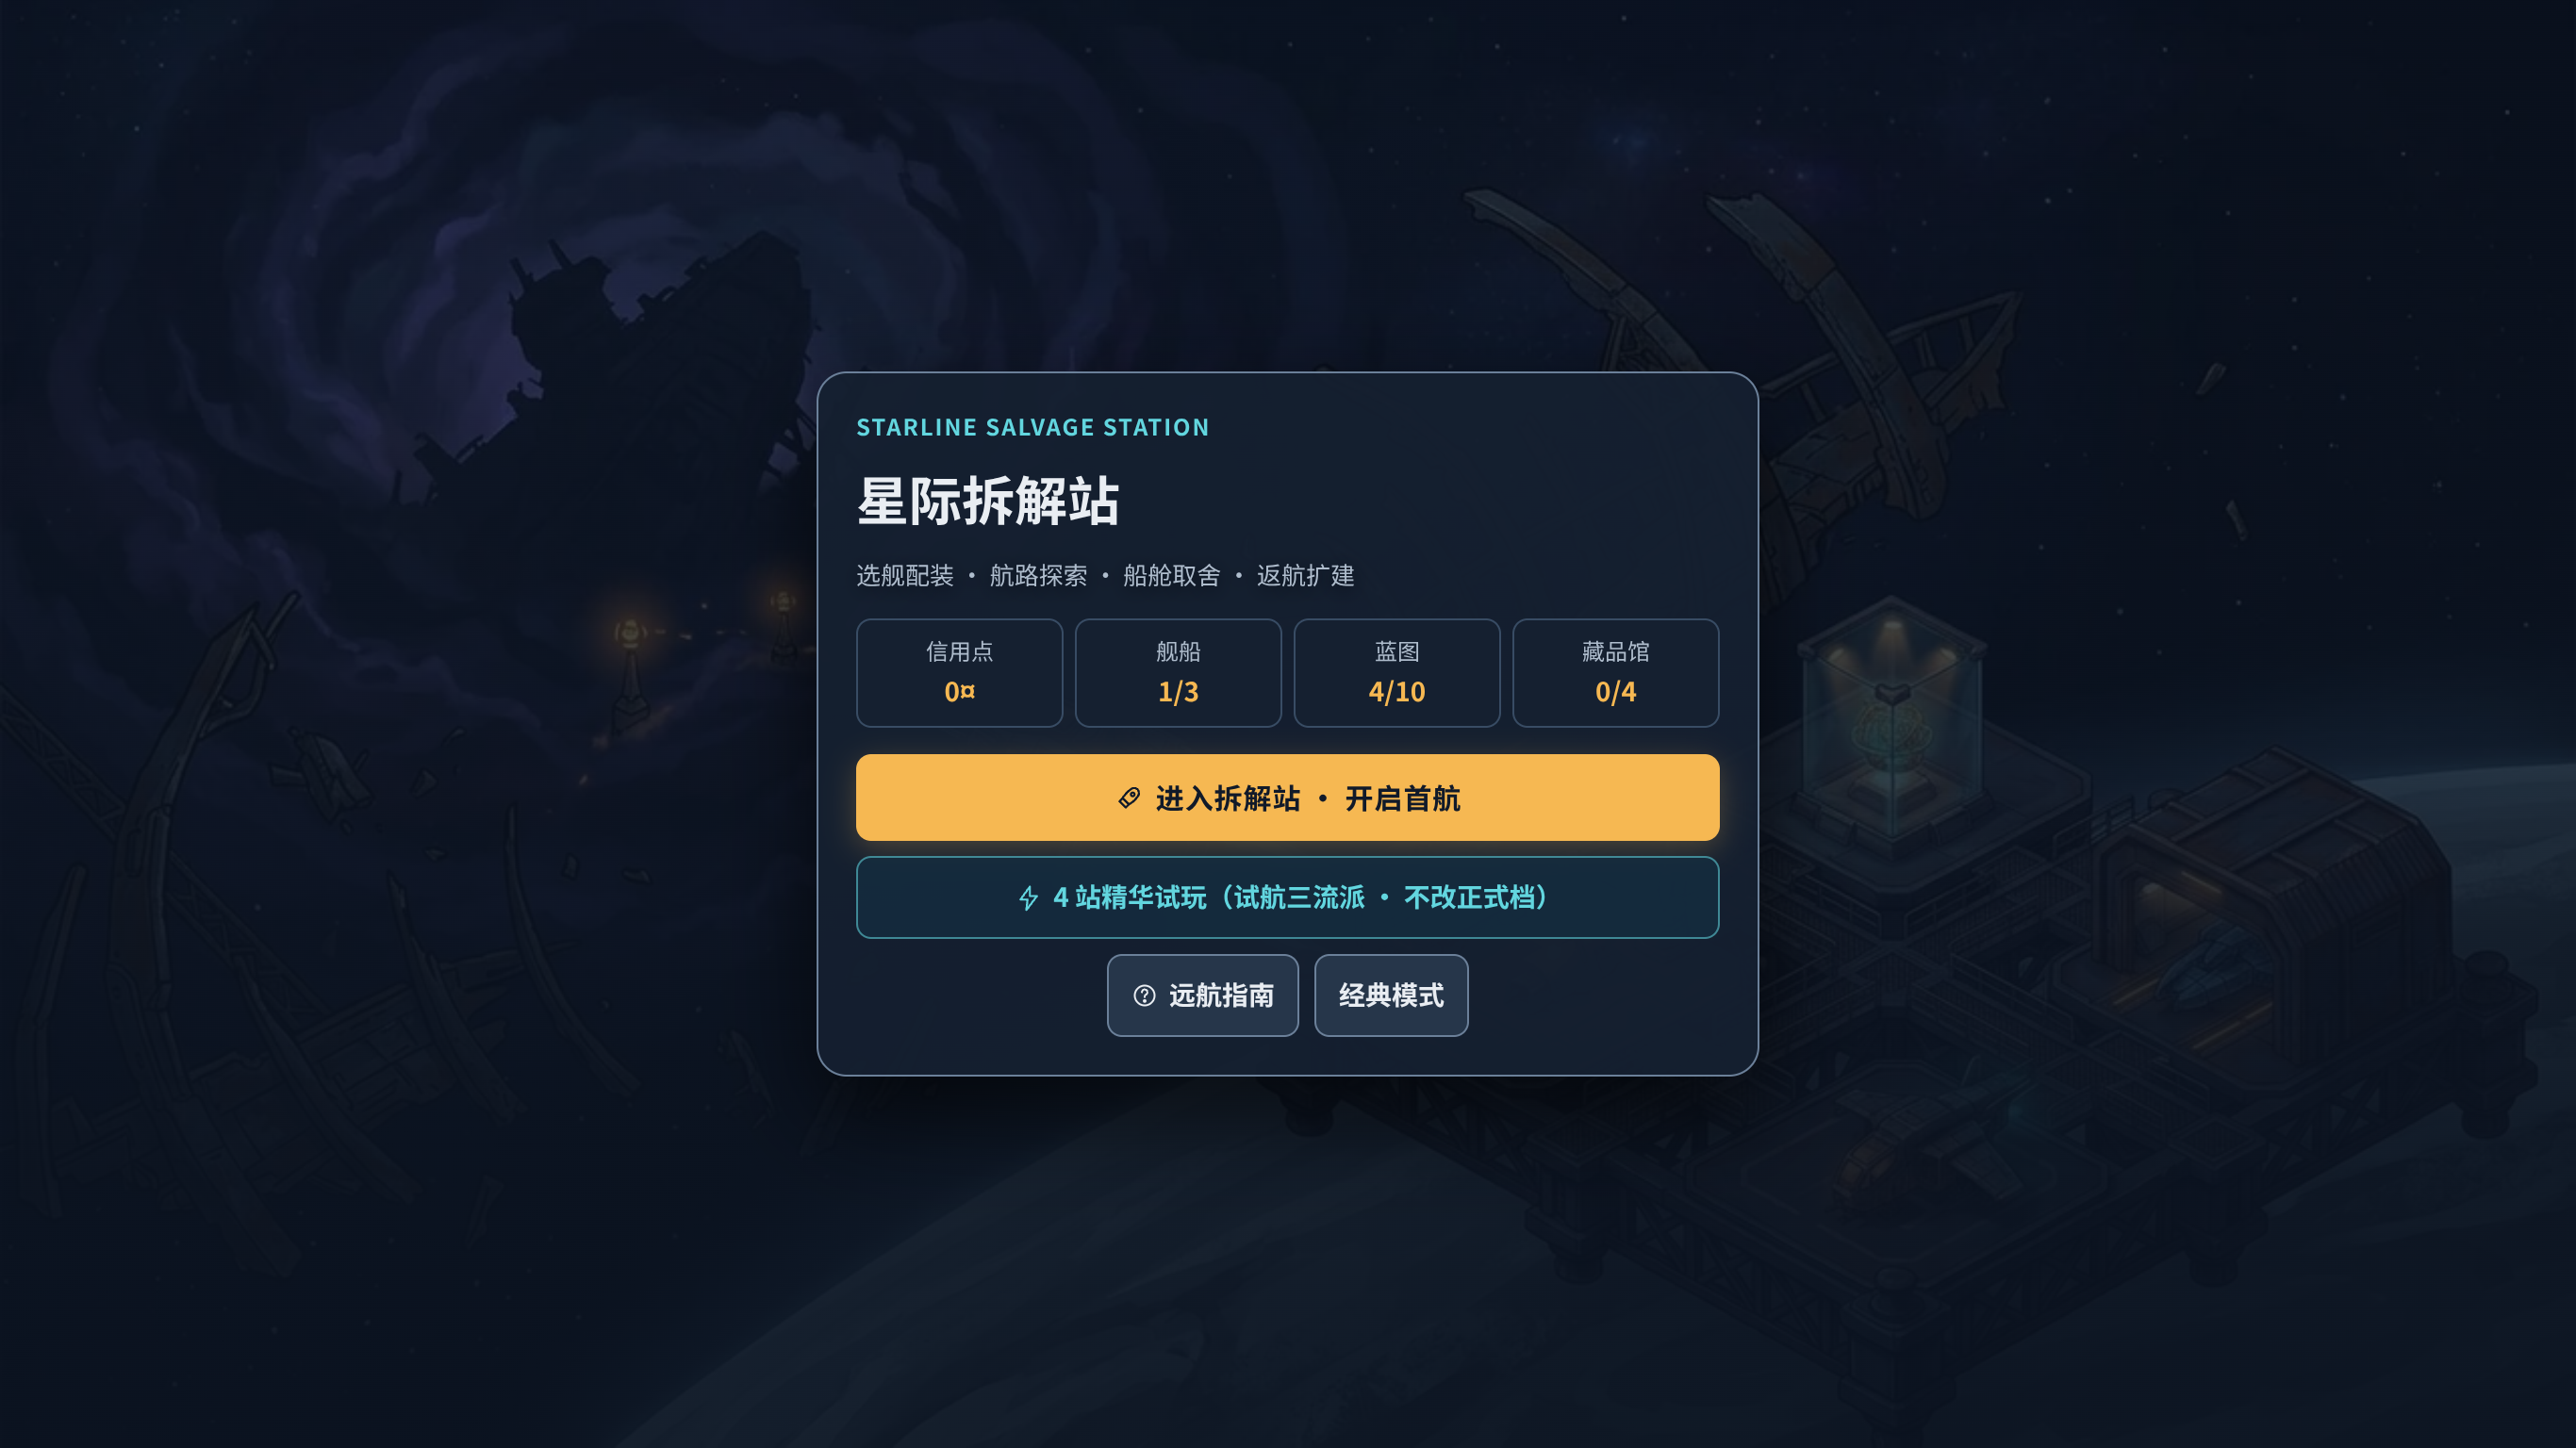 STARLINE SALVAGE STATION
星际拆解站
选舰配装 · 航路探索 · 船舱取舍 · 返航扩建
信用点
0¤
舰船
1/3
蓝图
4/10
藏品馆
0/4
进入拆解站 · 开启首航
4 站精华试玩（试航三流派 · 不改正式档）
远航指南
经典模式